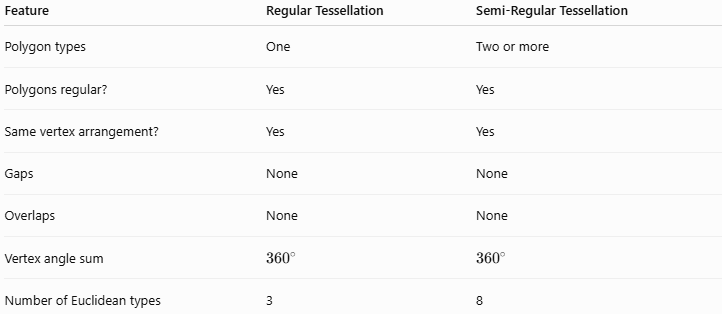 Feature Regular Tessellation Semi-Regular Tessellation
Polygon types One Two or more
Polygons regular? Yes Yes
Same vertex arrangement? Yes Yes
Gaps None None
Overlaps None None
Vertex angle sum 360° 360°
Number of Euclidean types 3 8